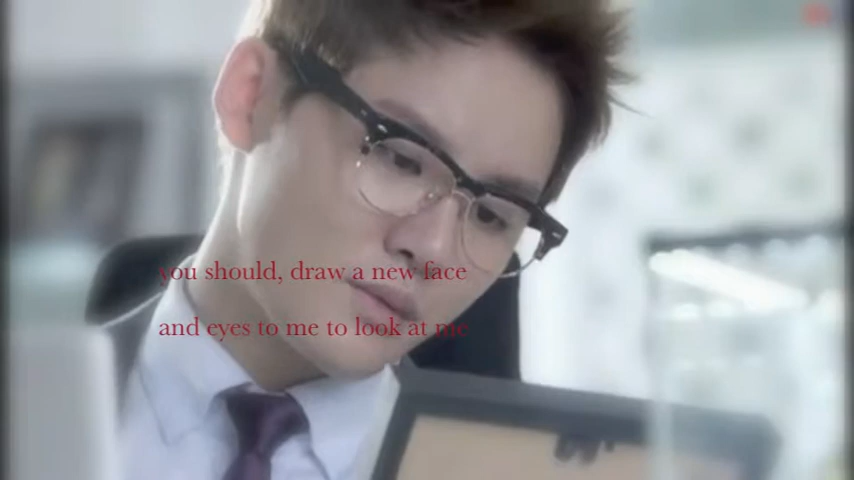 you should, draw a new face
and eyes to me to look at me